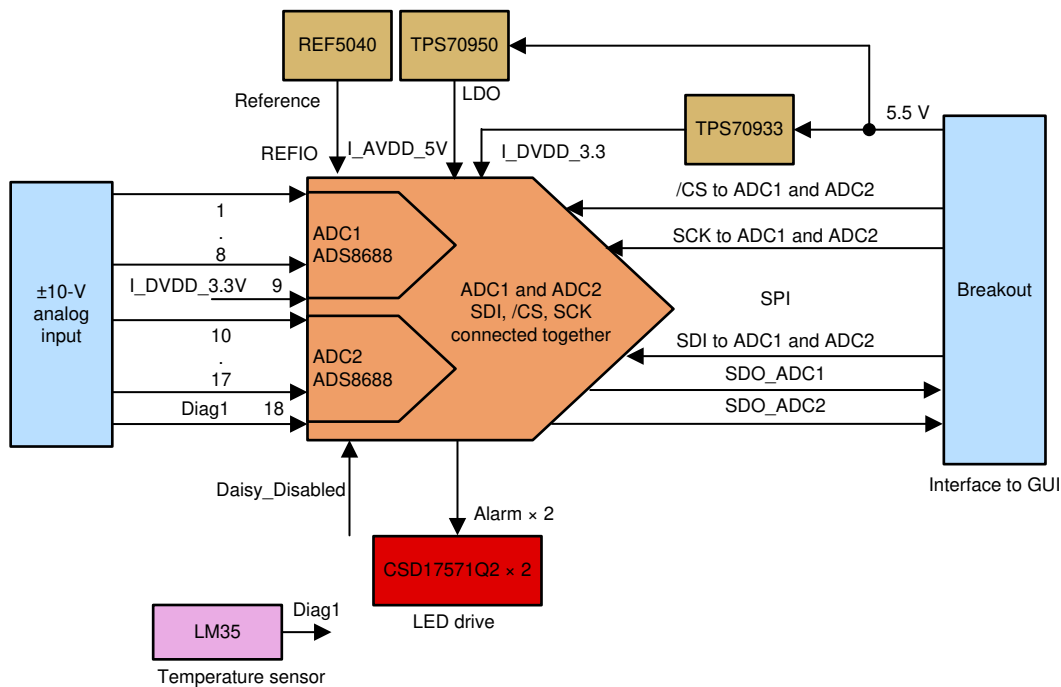 REF5040
TPS70950
Reference
LDO
TPS70933
5.5 V
REFIO
I_AVDD_5V
I_DVDD_3.3
/CS to ADC1 and ADC2
1
.
8
ADC1
ADS8688
SCK to ADC1 and ADC2
I_DVDD_3.3V
9
±10-V
analog
input
ADC1 and ADC2
SDI, /CS, SCK
connected together
SPI
Breakout
10
.
17
ADC2
ADS8688
SDI to ADC1 and ADC2
SDO_ADC1
Diag1
18
SDO_ADC2
Interface to GUI
Daisy_Disabled
Alarm × 2
CSD17571Q2 × 2
LED drive
LM35
Diag1
Temperature sensor